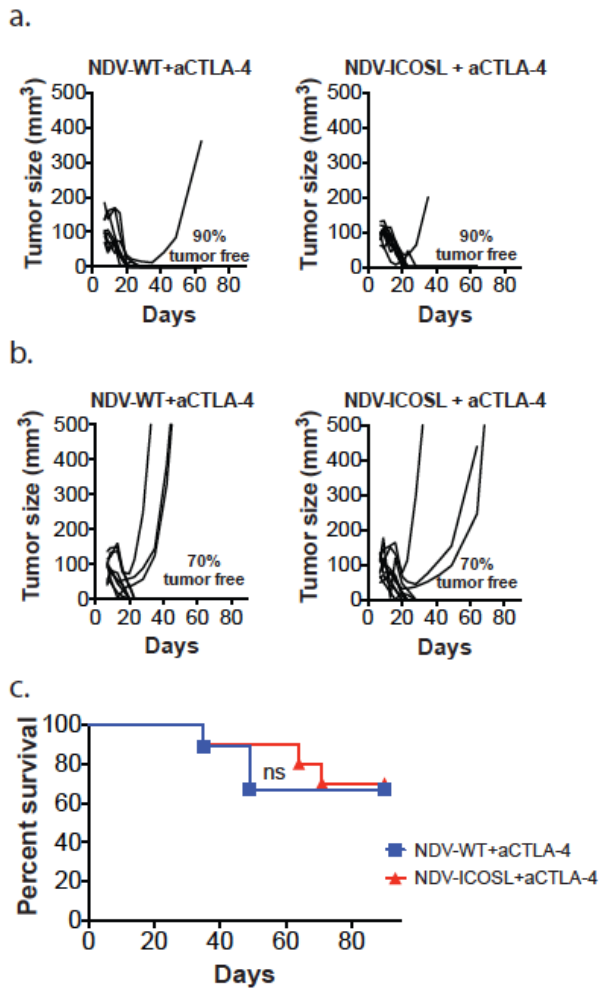 a.
NDV-WT+aCTLA-4
Tumor size (mm3)
500
400
300
200
100
0
0 20 40 60 80
90%
tumor free
Days
NDV-ICOSL + aCTLA-4
Tumor size (mm3)
500
400
300
200
100
0
0 20 40 60 80
90%
tumor free
Days
b.
NDV-WT+aCTLA-4
Tumor size (mm3)
500
400
300
200
100
0
0 20 40 60 80
70%
tumor free
Days
NDV-ICOSL + aCTLA-4
Tumor size (mm3)
500
400
300
200
100
0
0 20 40 60 80
70%
tumor free
Days
c.
Percent survival
100
80
60
40
20
0
0 20 40 60 80
ns
Days
NDV-WT+aCTLA-4
NDV-ICOSL+aCTLA-4